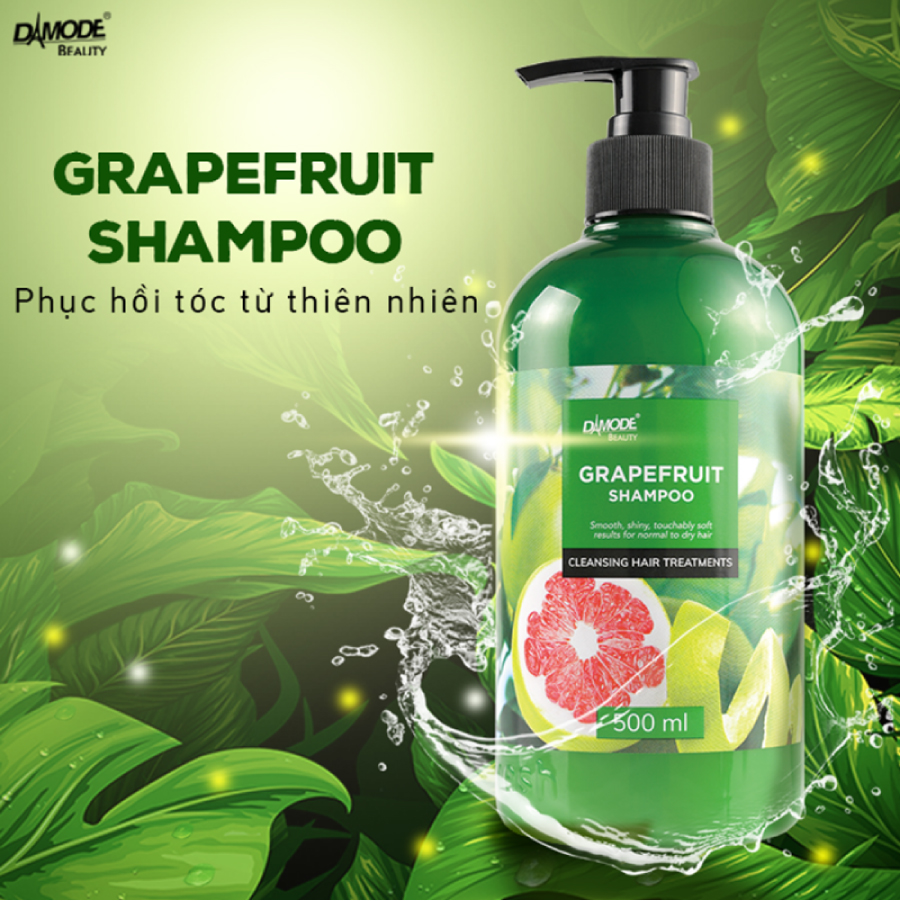 DAMODE®
BEAUTY
GRAPEFRUIT
SHAMPOO
Phục hồi tóc từ thiên nhiên
DAMODE®
BEAUTY
GRAPEFRUIT
SHAMPOO
Smooth, shiny, touchably soft
results for normal to dry hair
CLEANSING HAIR TREATMENTS
500 ml